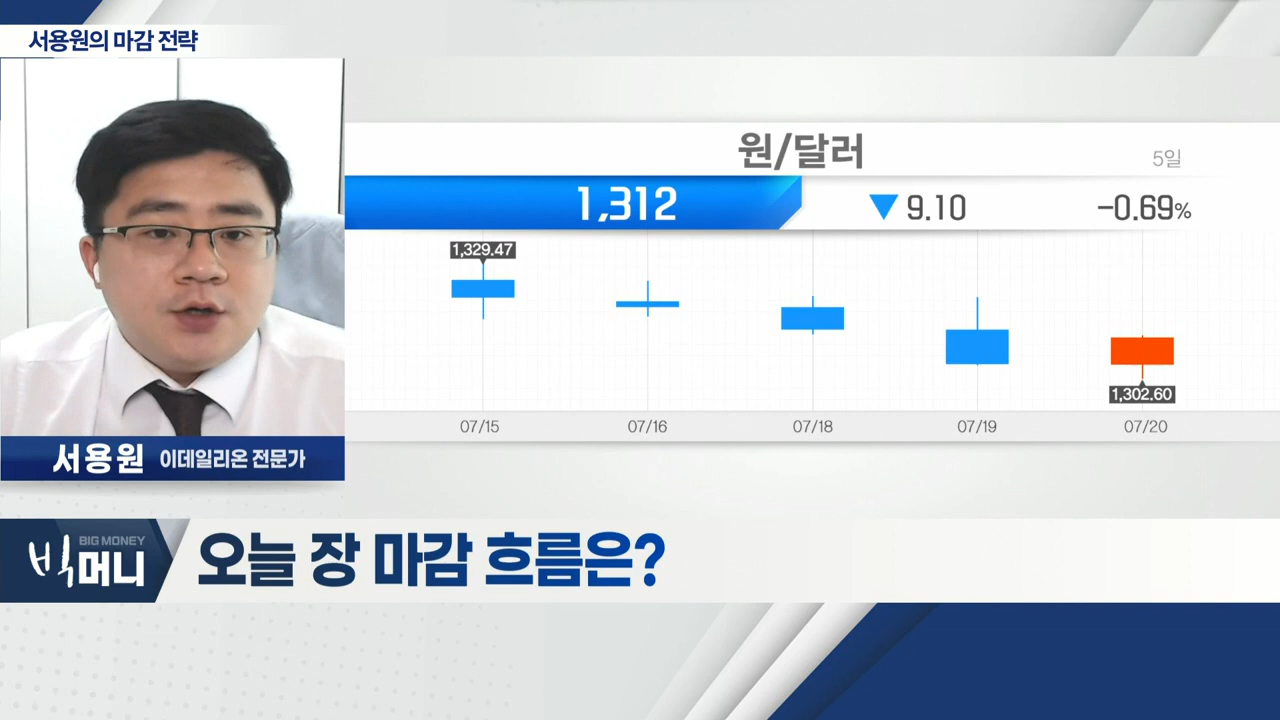 서용원의 마감 전략
원/달러
5일
1,312 ▼ 9.10 -0.69%
1,329.47
1,302.60
07/15 07/16 07/18 07/19 07/20
서용원 이데일리온 전문가
BIG MONEY
빅머니
오늘 장 마감 흐름은?